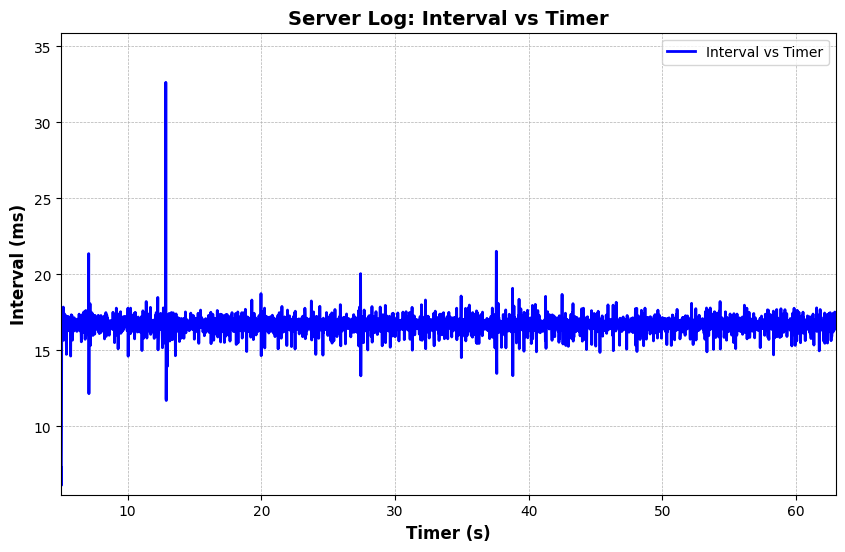 Server Log: Interval vs Timer
Interval vs Timer
35
30
25
20
15
10
Interval (ms)
10 20 30 40 50 60
Timer (s)